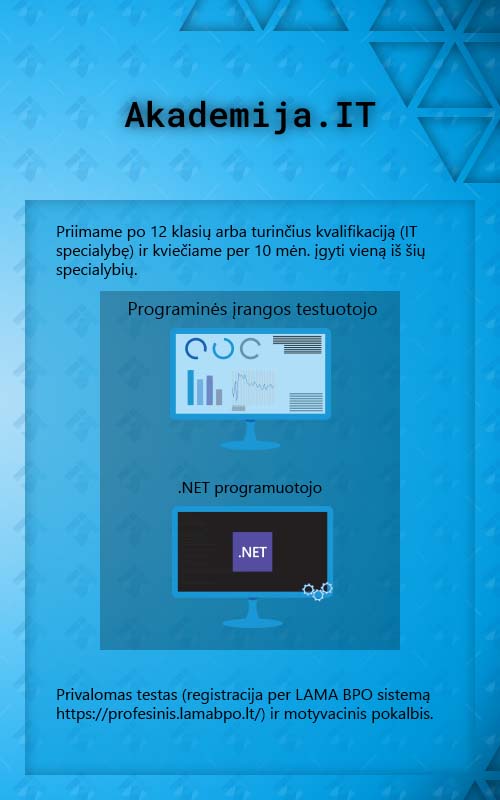 Akademija.IT
Priimame po 12 klasių arba turinčius kvalifikaciją (IT
specialybę) ir kviečiame per 10 mėn. įgyti vieną iš šių
specialybių.
Programinės įrangos testuotojo
.NET programuotojo
.NET
Privalomas testas (registracija per LAMA BPO sistemą
https://profesinis.lamabpo.lt/) ir motyvacinis pokalbis.